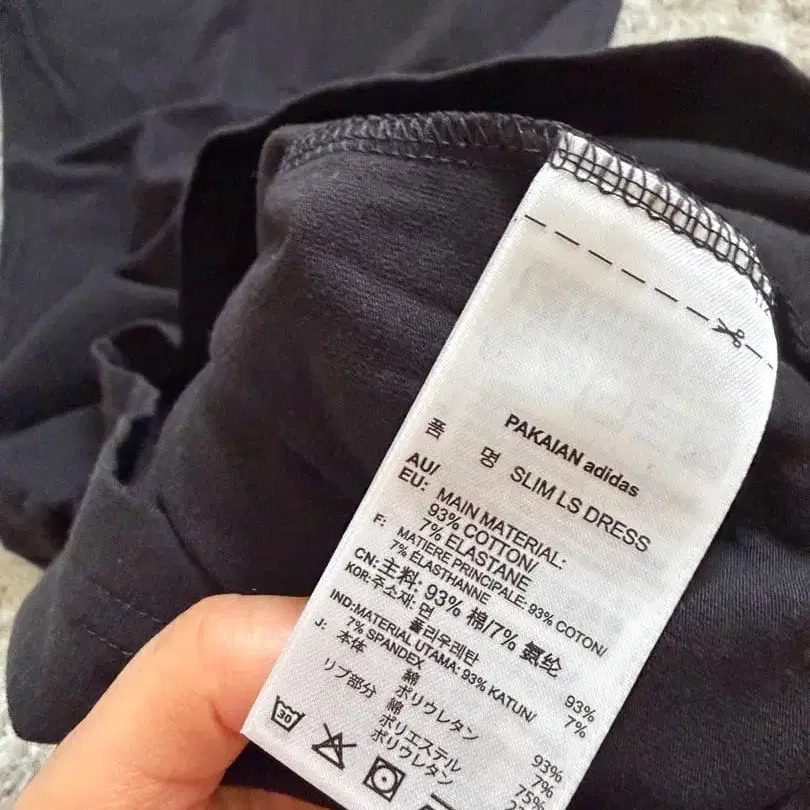 PAKAIAN adidas
품 명 SLIM LS DRESS
AU/
EU: MAIN MATERIAL:
93% COTTON/
7% ELASTANE
F: MATIERE PRINCIPALE: 93% COTON/
7% ÉLASTHANNE
CN: 主料: 93% 棉/7% 氨纶
KOR: 주소재: 면 93%
폴리우레탄 7%
IND: MATERIAL UTAMA: 93% KATUN/
7% SPANDEX
J: 本体 綿 93%
ポリウレタン 7%
リブ部分 綿 75%
ポリエステル
ポリウレタン
30